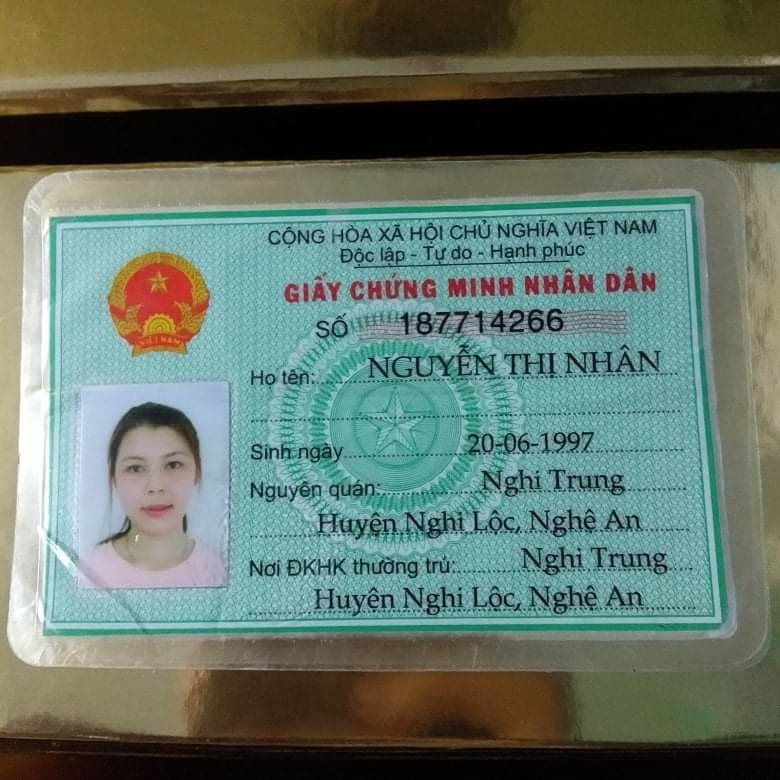 CỘNG HÒA XÃ HỘI CHỦ NGHĨA VIỆT NAM
Độc lập - Tự do - Hạnh phúc
GIẤY CHỨNG MINH NHÂN DÂN
SỐ 187714266
Họ tên: NGUYỄN THỊ NHÂN
Sinh ngày 20-06-1997
Nguyên quán: Nghi Trung
Huyện Nghi Lộc, Nghệ An
Nơi ĐKHK thường trú: Nghi Trung
Huyện Nghi Lộc, Nghệ An
VIỆT NAM